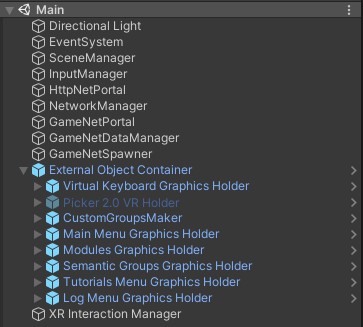 Main
Directional Light
EventSystem
SceneManager
InputManager
HttpNetPortal
NetworkManager
GameNetPortal
GameNetDataManager
GameNetSpawner
External Object Container
Virtual Keyboard Graphics Holder
Picker 2.0 VR Holder
CustomGroupsMaker
Main Menu Graphics Holder
Modules Graphics Holder
Semantic Groups Graphics Holder
Tutorials Menu Graphics Holder
Log Menu Graphics Holder
XR Interaction Manager